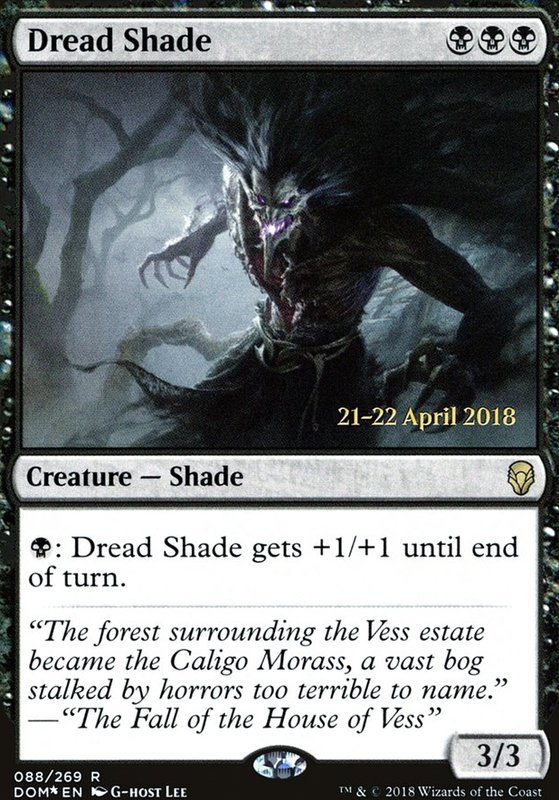 Dread Shade
21–22 April 2018
Creature — Shade
: Dread Shade gets +1/+1 until end
of turn.
“The forest surrounding the Vess estate
became the Caligo Morass, a vast bog
stalked by horrors too terrible to name.”
—“The Fall of the House of Vess”
3/3
088/269 R
DOM★EN G-host Lee
™ & © 2018 Wizards of the Coast